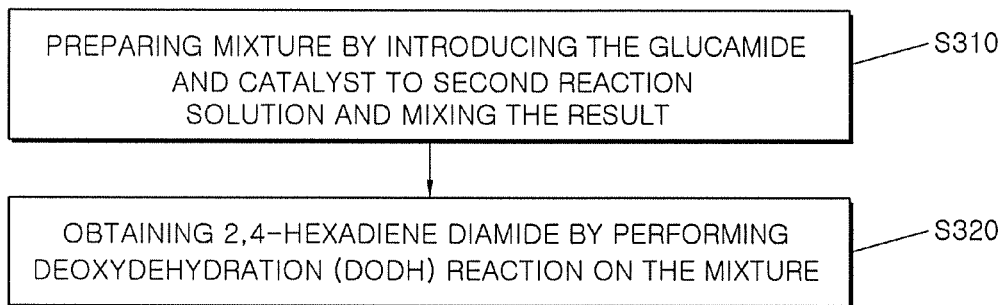 PREPARING MIXTURE BY INTRODUCING THE GLUCAMIDE
AND CATALYST TO SECOND REACTION
SOLUTION AND MIXING THE RESULT
S310
OBTAINING 2,4-HEXADIENE DIAMIDE BY PERFORMING
DEOXYDEHYDRATION (DODH) REACTION ON THE MIXTURE
S320